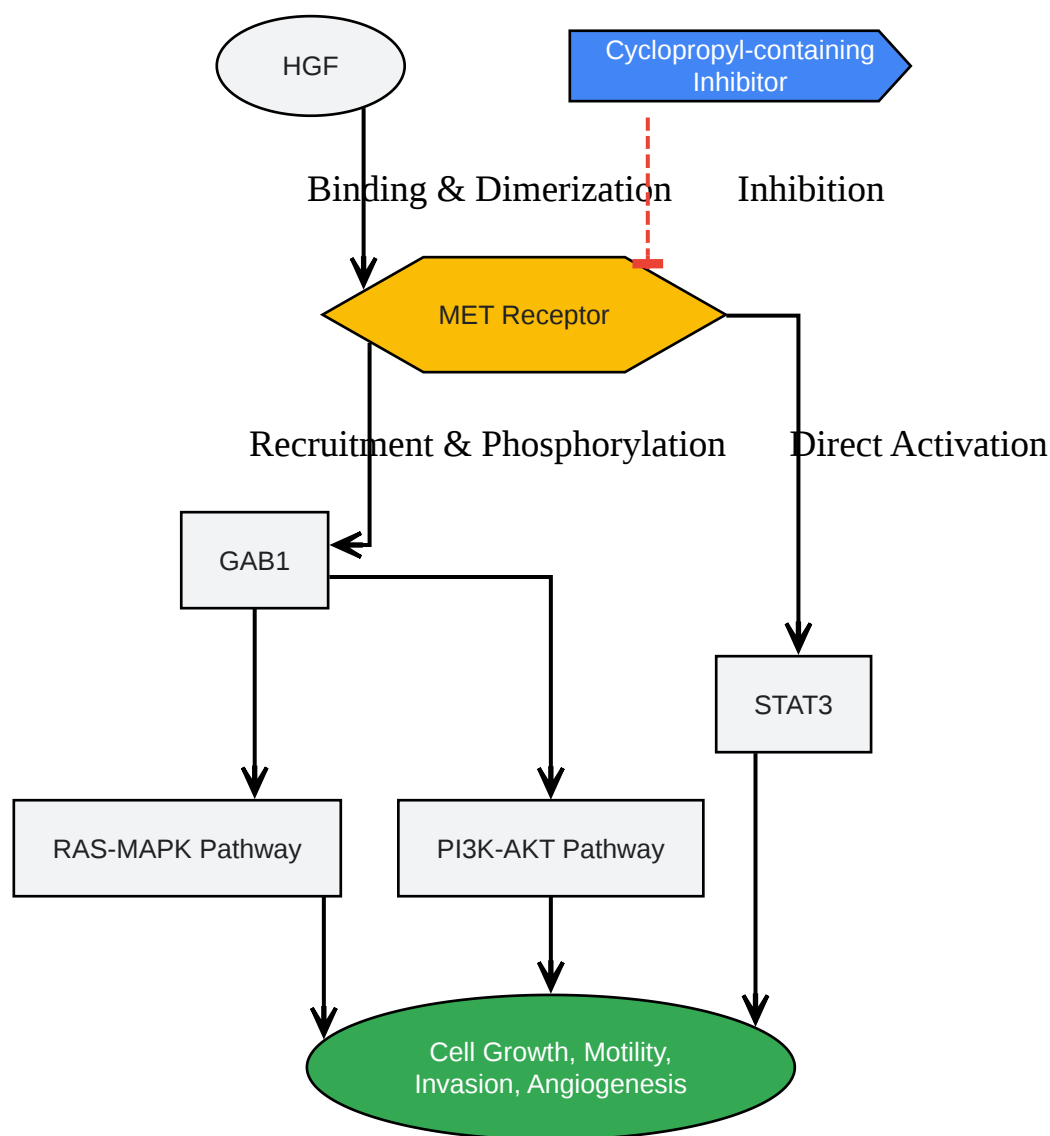 HGF
Cyclopropyl-containing
Inhibitor
Binding & Dimerization
Inhibition
MET Receptor
Recruitment & Phosphorylation
Direct Activation
GAB1
STAT3
RAS-MAPK Pathway
PI3K-AKT Pathway
Cell Growth, Motility,
Invasion, Angiogenesis